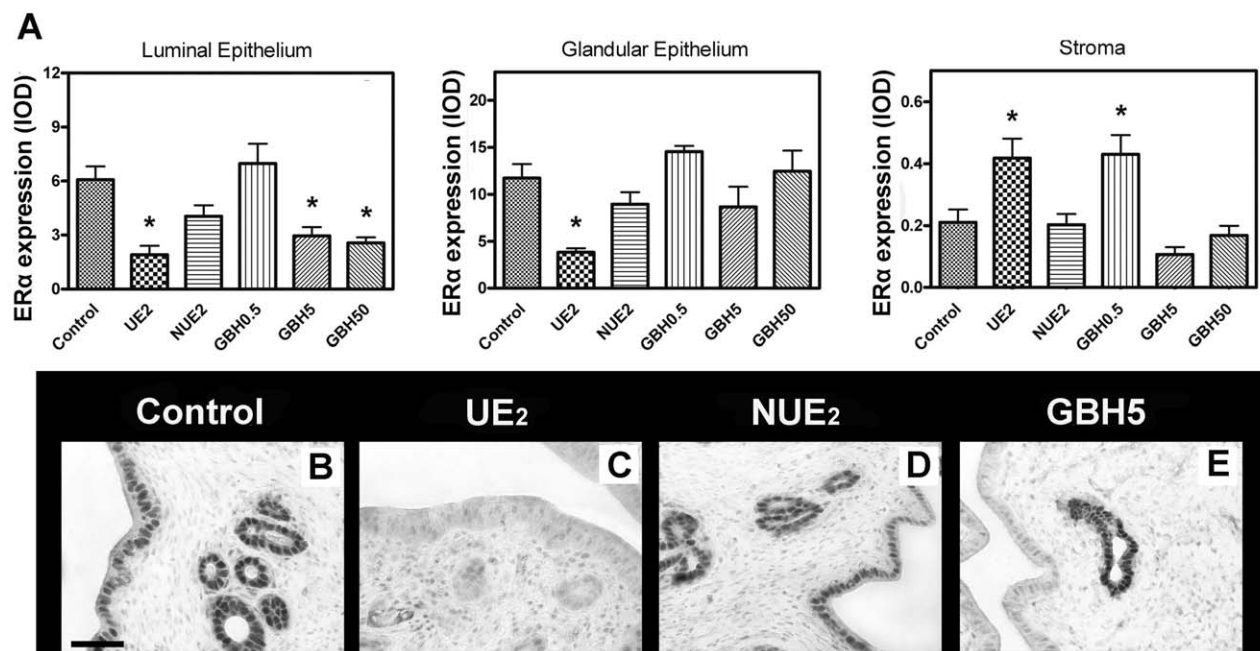 A
Luminal Epithelium
ERα expression (IOD)
12
9
6
3
0
*
*
*
Control
UE2
NUE2
GBH0.5
GBH5
GBH50
Glandular Epithelium
ERα expression (IOD)
20
15
10
5
0
*
Control
UE2
NUE2
GBH0.5
GBH5
GBH50
Stroma
ERα expression (IOD)
0.6
0.4
0.2
0.0
*
*
Control
UE2
NUE2
GBH0.5
GBH5
GBH50
Control
UE2
NUE2
GBH5
B
C
D
E